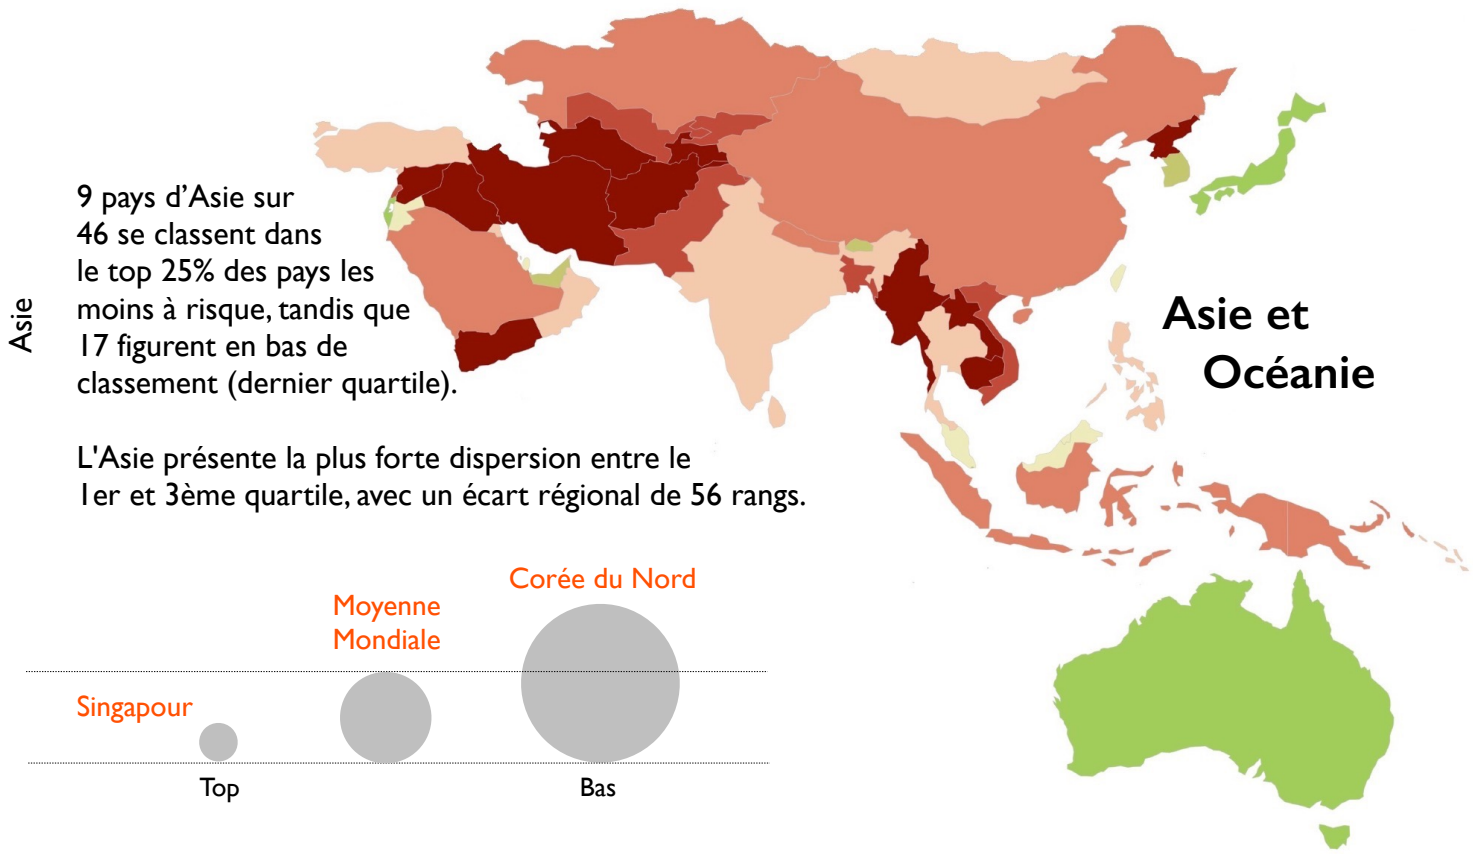 Asie
9 pays d’Asie sur
46 se classent dans
le top 25% des pays les
moins à risque, tandis que
17 figurent en bas de
classement (dernier quartile).
L'Asie présente la plus forte dispersion entre le
1er et 3ème quartile, avec un écart régional de 56 rangs.
Asie et
Océanie
Corée du Nord
Moyenne
Mondiale
Singapour
Top
Bas